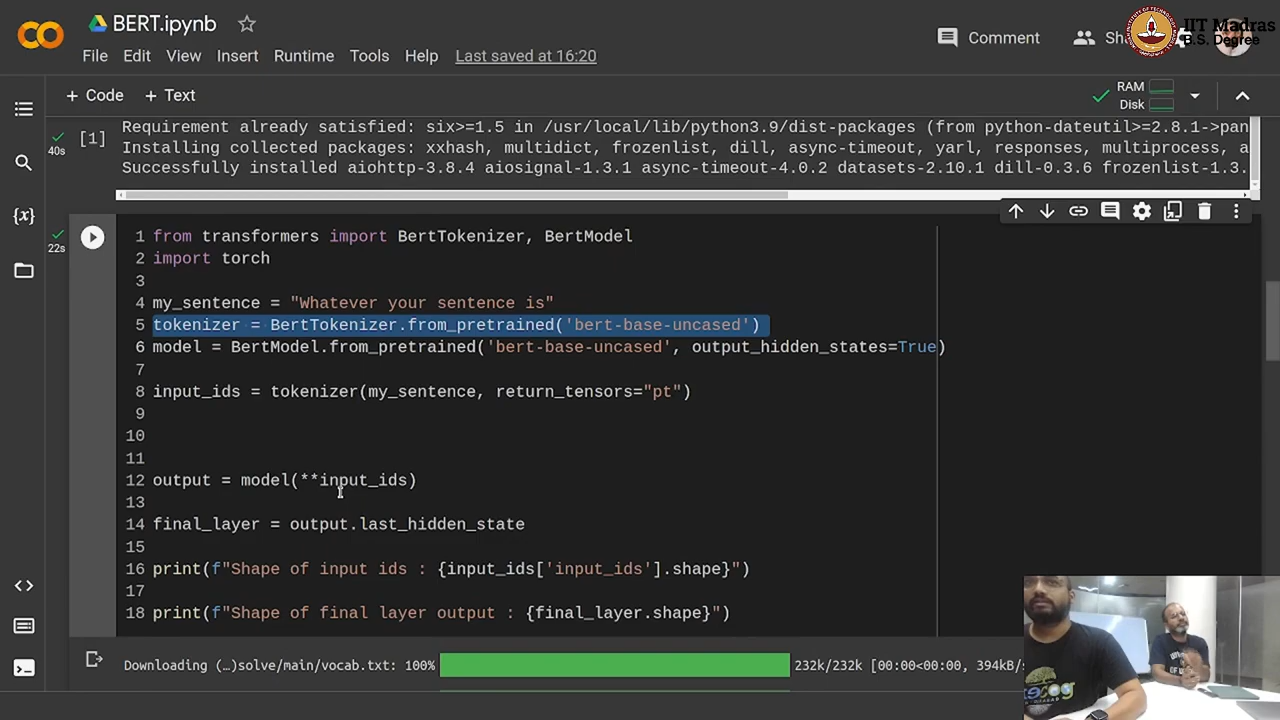 BERT.ipynb
IIT Madras
B.S. Degree
File Edit View Insert Runtime Tools Help Last saved at 16:20
Comment
+ Code + Text
RAM
Disk
[1]
40s
Requirement already satisfied: six>=1.5 in /usr/local/lib/python3.9/dist-packages (from python-dateutil>=2.8.1->pan
Installing collected packages: xxhash, multidict, frozenlist, dill, async-timeout, yarl, responses, multiprocess, a
Successfully installed aiohttp-3.8.4 aiosignal-1.3.1 async-timeout-4.0.2 datasets-2.10.1 dill-0.3.6 frozenlist-1.3.
22s
1 from transformers import BertTokenizer, BertModel
2 import torch
3
4 my_sentence = "Whatever your sentence is"
5 tokenizer = BertTokenizer.from_pretrained('bert-base-uncased')
6 model = BertModel.from_pretrained('bert-base-uncased', output_hidden_states=True)
7
8 input_ids = tokenizer(my_sentence, return_tensors="pt")
9
10
11
12 output = model(**input_ids)
13
14 final_layer = output.last_hidden_state
15
16 print(f"Shape of input ids : {input_ids['input_ids'].shape}")
17
18 print(f"Shape of final layer output : {final_layer.shape}")
Downloading (…)solve/main/vocab.txt: 100% 232k/232k [00:00<00:00, 394kB/